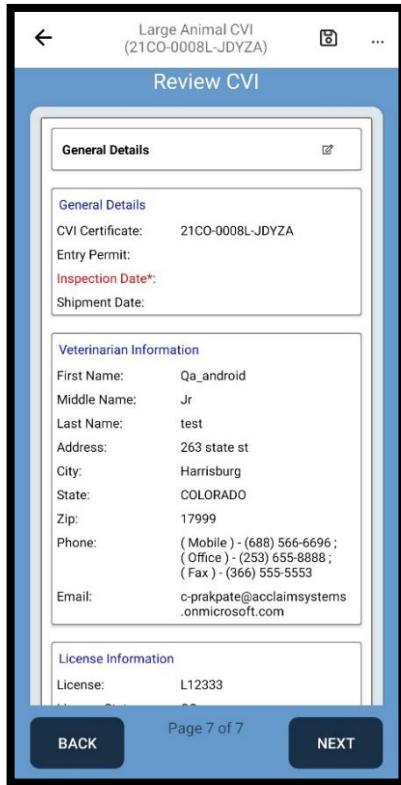 Large Animal CVI
(21CO-0008L-JDYZA)
...
Review CVI
General Details
General Details
CVI Certificate: 21CO-0008L-JDYZA
Entry Permit:
Inspection Date*:
Shipment Date:
Veterinarian Information
First Name: Qa_android
Middle Name: Jr
Last Name: test
Address: 263 state st
City: Harrisburg
State: COLORADO
Zip: 17999
Phone: ( Mobile ) - (688) 566-6696 ;
( Office ) - (253) 655-8888 ;
( Fax ) - (366) 555-5553
Email: c-prakpate@acclaimsystems
.onmicrosoft.com
License Information
License: L12333
BACK
Page 7 of 7
NEXT